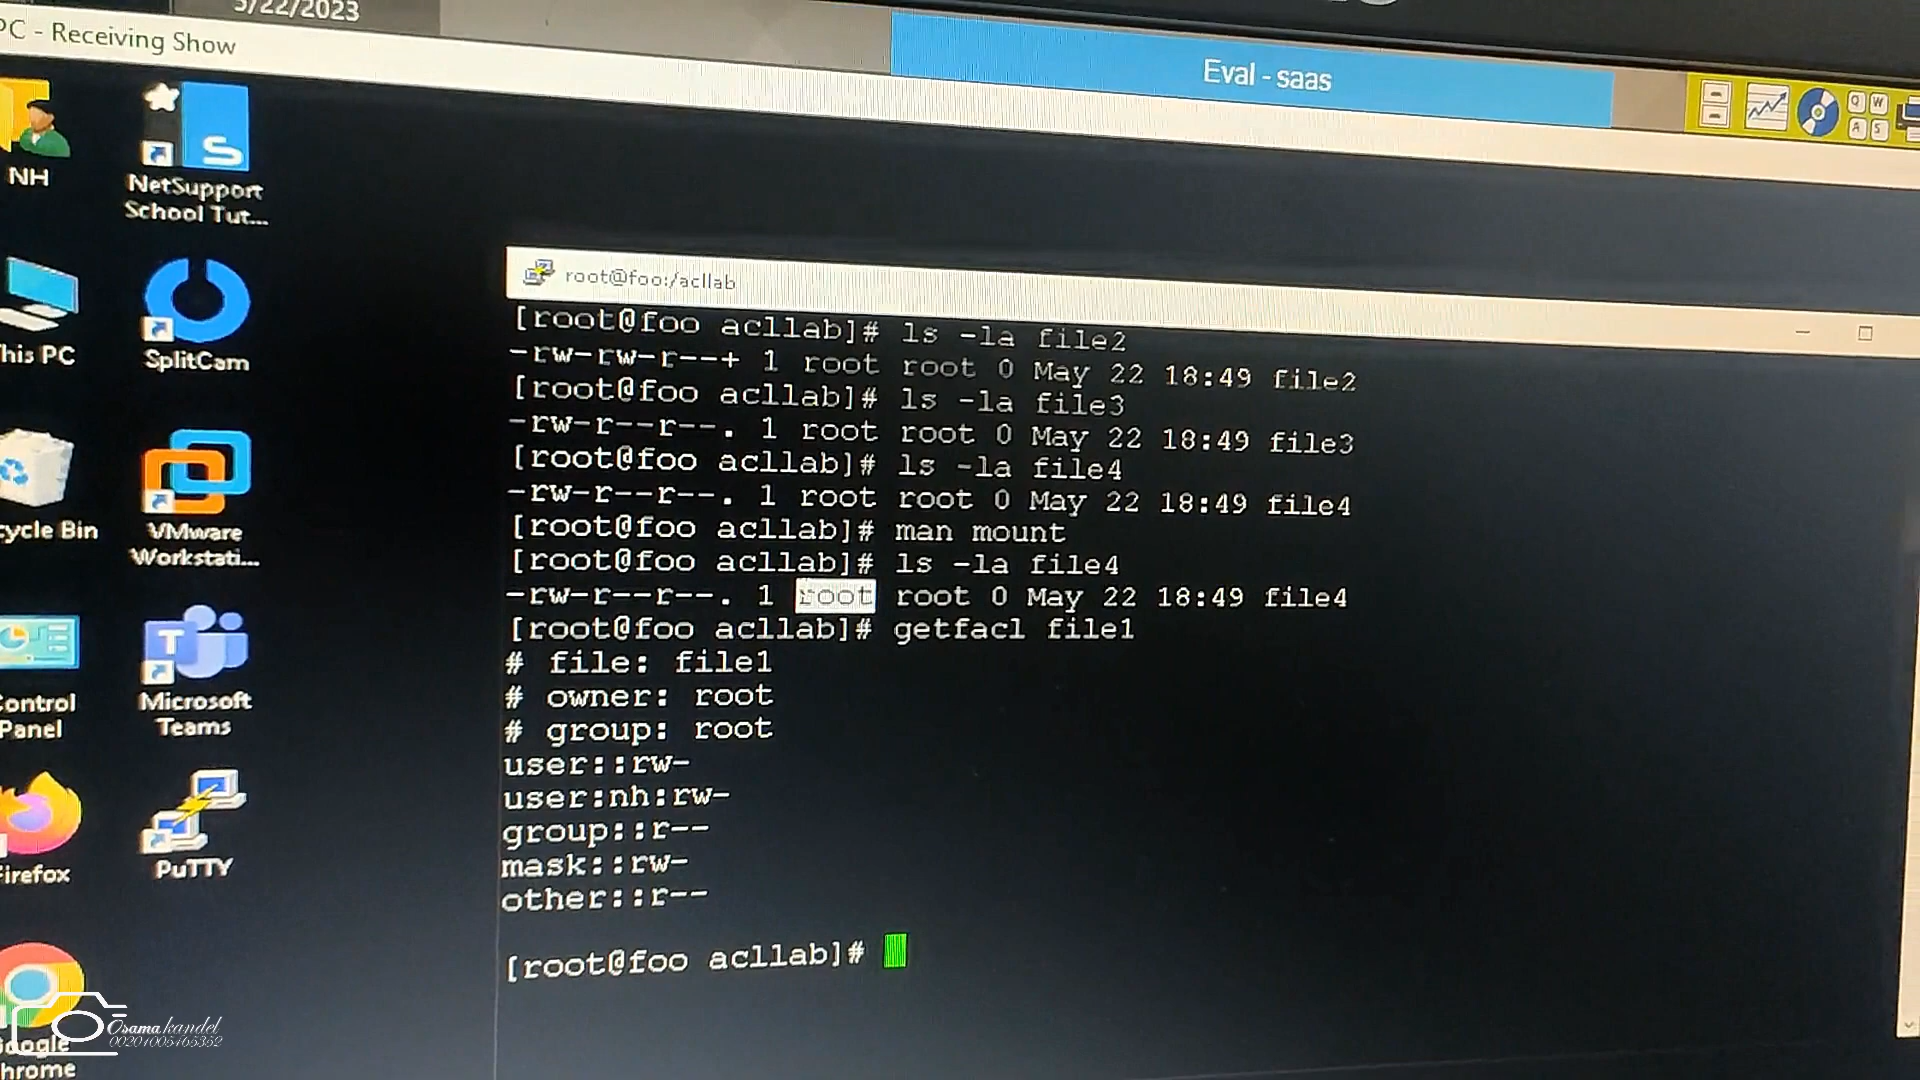 5/22/2023
PC - Receiving Show
Eval - saas
NH
NetSupport
School Tut...
This PC
SplitCam
cycle Bin
VMware
Workstati...
Control
Panel
Microsoft
Teams
Firefox
PuTTY
Google
hrome
root@foo:/acllab
[root@foo acllab]# ls -la file2
-rw-rw-r--+ 1 root root 0 May 22 18:49 file2
[root@foo acllab]# ls -la file3
-rw-r--r--. 1 root root 0 May 22 18:49 file3
[root@foo acllab]# ls -la file4
-rw-r--r--. 1 root root 0 May 22 18:49 file4
[root@foo acllab]# man mount
[root@foo acllab]# ls -la file4
-rw-r--r--. 1 root root 0 May 22 18:49 file4
[root@foo acllab]# getfacl file1
# file: file1
# owner: root
# group: root
user::rw-
user:nh:rw-
group::r--
mask::rw-
other::r--
[root@foo acllab]#
Osama kandel
00201005465352